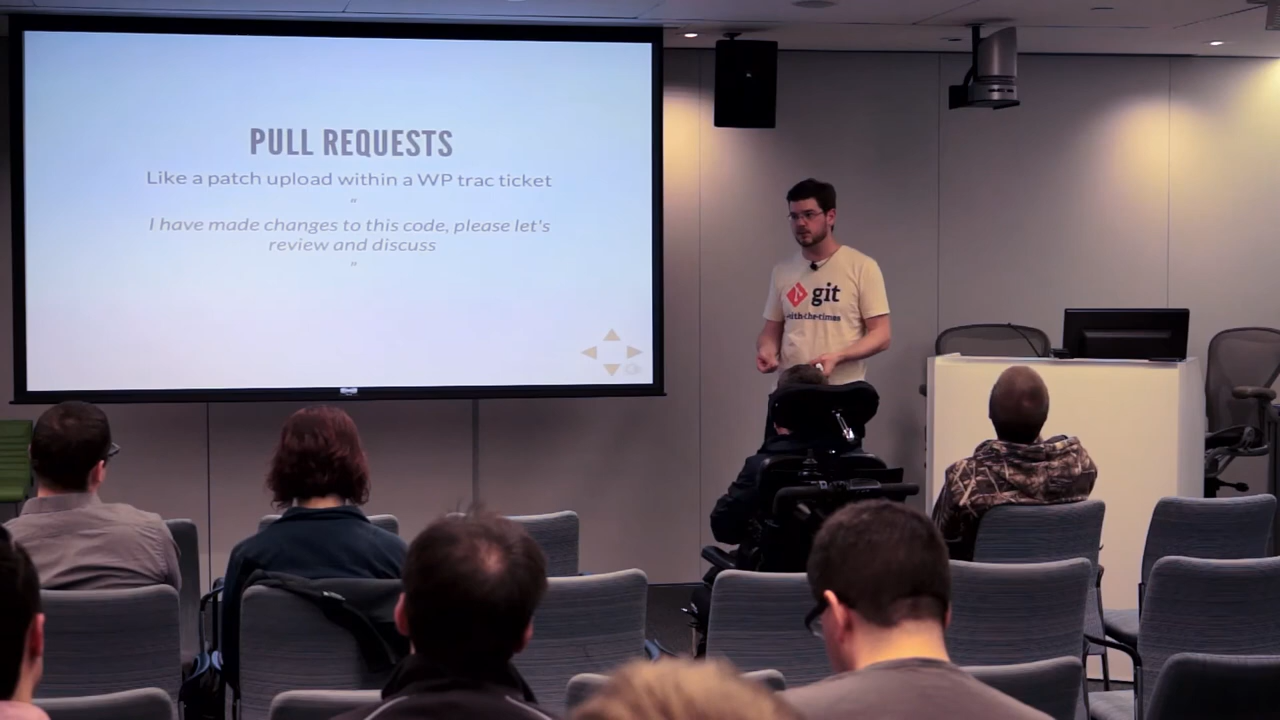 PULL REQUESTS
Like a patch upload within a WP trac ticket
"
I have made changes to this code, please let's
review and discuss
"
git
-with-the-times